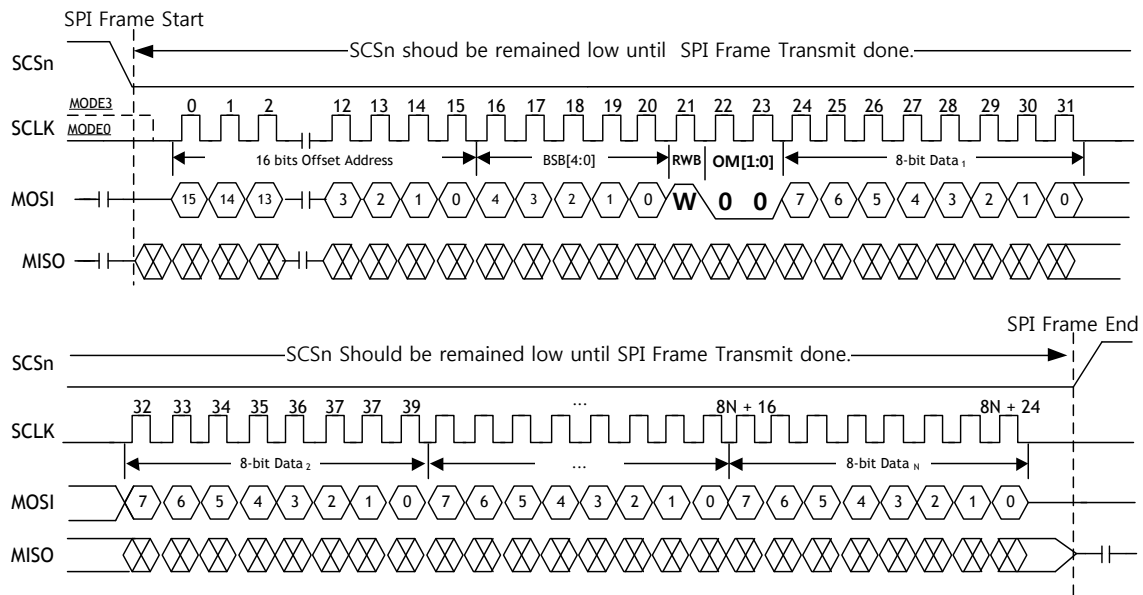 SPI Frame Start
SCSn
SCSn shoud be remained low until SPI Frame Transmit done.
MODE3
SCLK
MODE0
0 1 2 12 13 14 15 16 17 18 19 20 21 22 23 24 25 26 27 28 29 30 31
16 bits Offset Address BSB[4:0] RWB OM[1:0] 8-bit Data 1
MOSI 15 14 13 3 2 1 0 4 3 2 1 0 W 0 0 7 6 5 4 3 2 1 0
MISO
SPI Frame End
SCSn
SCSn Should be remained low until SPI Frame Transmit done.
32 33 34 35 36 37 37 39 ... 8N + 16 8N + 24
SCLK
8-bit Data 2 ... 8-bit Data N
MOSI 7 6 5 4 3 2 1 0 7 6 5 4 3 2 1 0 7 6 5 4 3 2 1 0
MISO